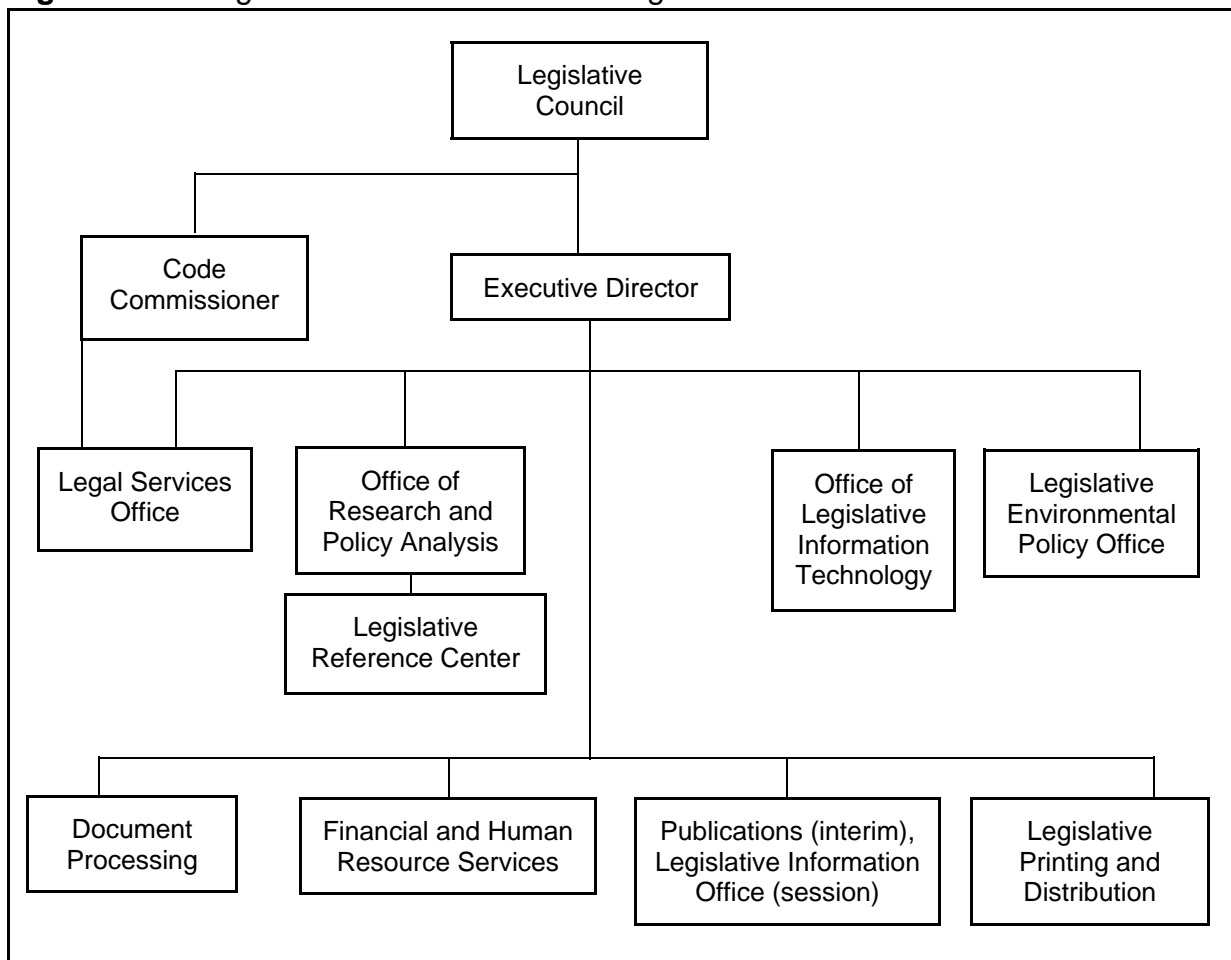 Legislative
Council
Code
Commissioner
Executive Director
Legal Services
Office
Office of
Research and
Policy Analysis
Office of
Legislative
Information
Technology
Legislative
Environmental
Policy Office
Legislative
Reference Center
Document
Processing
Financial and Human
Resource Services
Publications (interim),
Legislative Information
Office (session)
Legislative
Printing and
Distribution